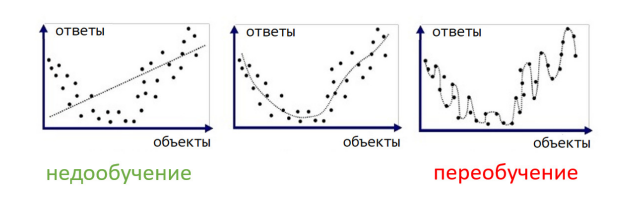 ответы
ответы
ответы
объекты
объекты
объекты
недообучение
переобучение